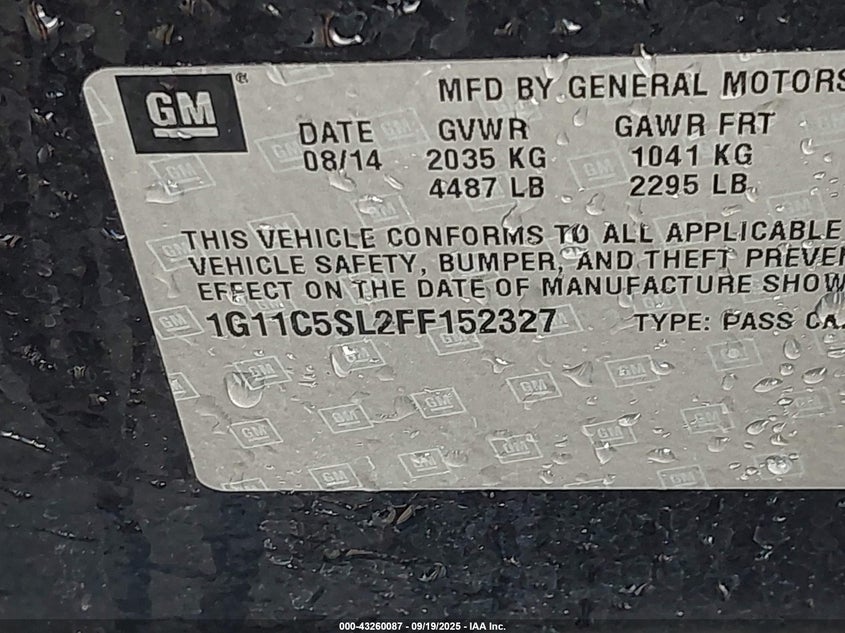 GM®
MFD BY GENERAL MOTORS
DATE GVWR GAWR FRT
08/14 2035 KG 1041 KG
4487 LB 2295 LB
THIS VEHICLE CONFORMS TO ALL APPLICABLE
VEHICLE SAFETY, BUMPER, AND THEFT PREVEN
EFFECT ON THE DATE OF MANUFACTURE SHOW
1G11C5SL2FF152327 TYPE: PASS CA
000-43260087 - 09/19/2025 - IAA Inc.